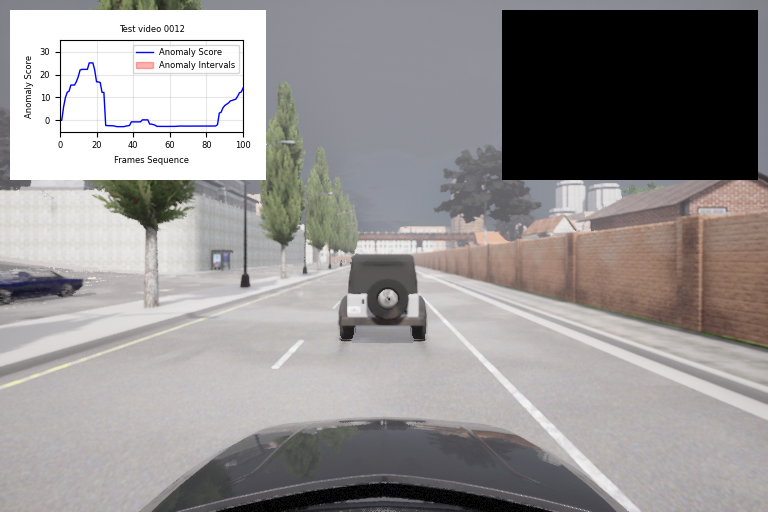 Test video 0012
Anomaly Score
Anomaly Intervals
Anomaly Score
30
20
10
0
0 20 40 60 80 100
Frames Sequence